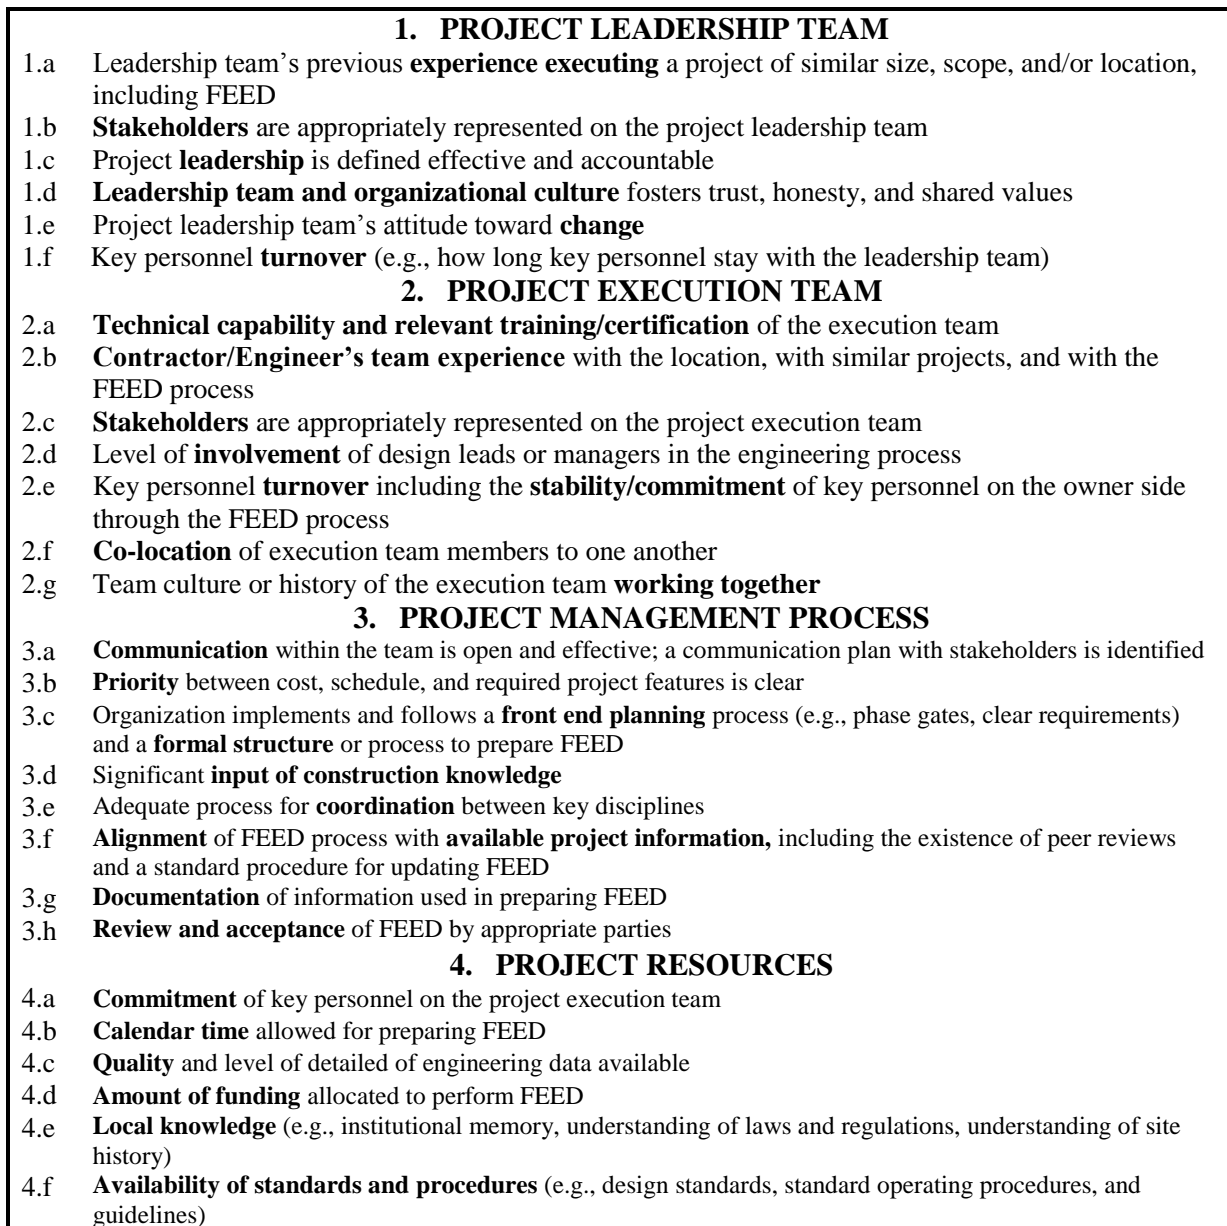 1. PROJECT LEADERSHIP TEAM
1.a Leadership team’s previous experience executing a project of similar size, scope, and/or location,
including FEED
1.b Stakeholders are appropriately represented on the project leadership team
1.c Project leadership is defined effective and accountable
1.d Leadership team and organizational culture fosters trust, honesty, and shared values
1.e Project leadership team’s attitude toward change
1.f Key personnel turnover (e.g., how long key personnel stay with the leadership team)
2. PROJECT EXECUTION TEAM
2.a Technical capability and relevant training/certification of the execution team
2.b Contractor/Engineer’s team experience with the location, with similar projects, and with the
FEED process
2.c Stakeholders are appropriately represented on the project execution team
2.d Level of involvement of design leads or managers in the engineering process
2.e Key personnel turnover including the stability/commitment of key personnel on the owner side
through the FEED process
2.f Co-location of execution team members to one another
2.g Team culture or history of the execution team working together
3. PROJECT MANAGEMENT PROCESS
3.a Communication within the team is open and effective; a communication plan with stakeholders is identified
3.b Priority between cost, schedule, and required project features is clear
3.c Organization implements and follows a front end planning process (e.g., phase gates, clear requirements)
and a formal structure or process to prepare FEED
3.d Significant input of construction knowledge
3.e Adequate process for coordination between key disciplines
3.f Alignment of FEED process with available project information, including the existence of peer reviews
and a standard procedure for updating FEED
3.g Documentation of information used in preparing FEED
3.h Review and acceptance of FEED by appropriate parties
4. PROJECT RESOURCES
4.a Commitment of key personnel on the project execution team
4.b Calendar time allowed for preparing FEED
4.c Quality and level of detailed of engineering data available
4.d Amount of funding allocated to perform FEED
4.e Local knowledge (e.g., institutional memory, understanding of laws and regulations, understanding of site
history)
4.f Availability of standards and procedures (e.g., design standards, standard operating procedures, and
guidelines)